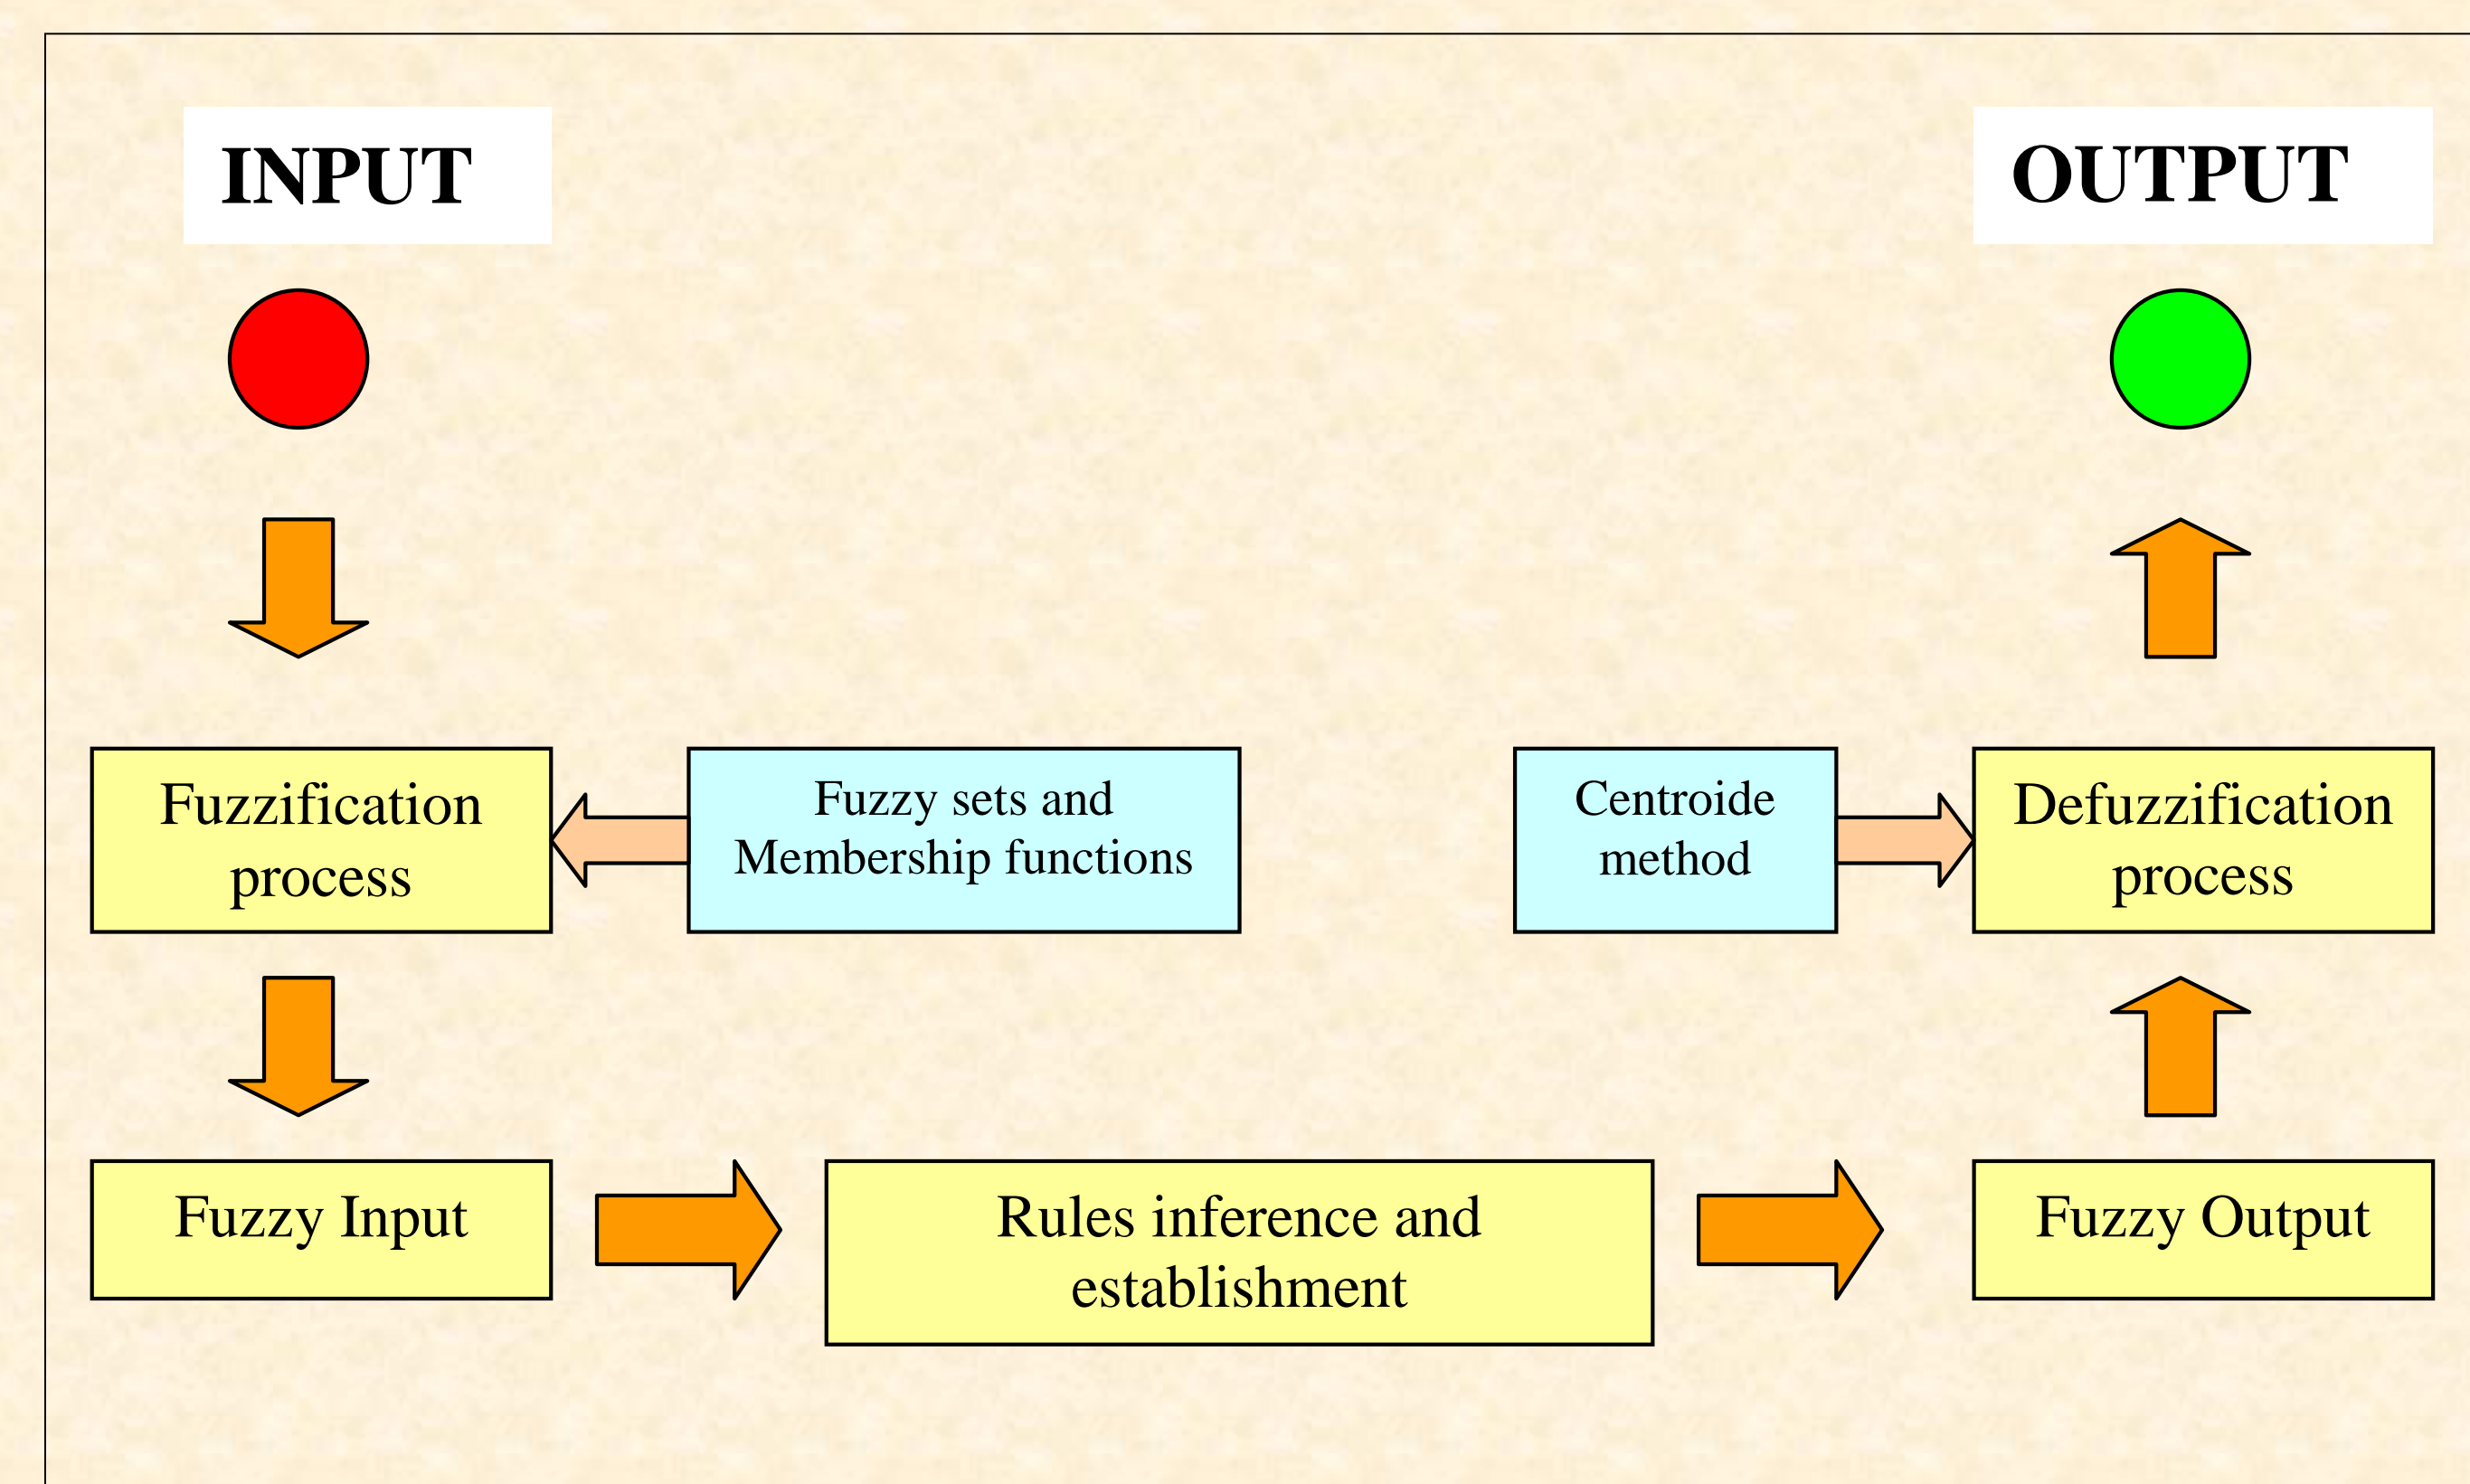 INPUT
OUTPUT
Fuzzification
process
Fuzzy sets and
Membership functions
Centroide
method
Defuzzification
process
Fuzzy Input
Rules inference and
establishment
Fuzzy Output